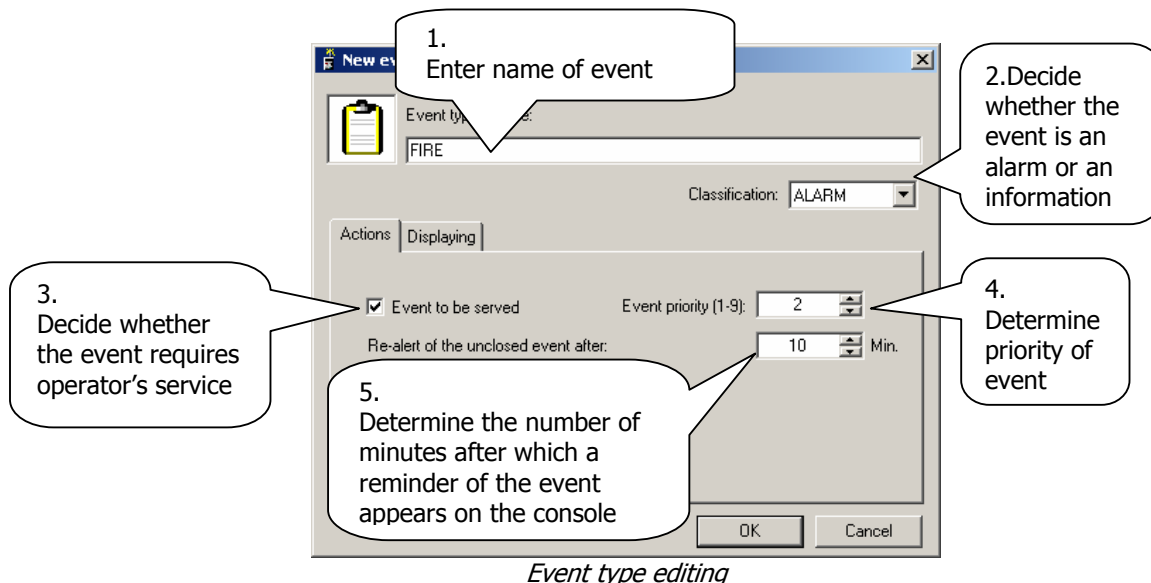 1.
Enter name of event
New ev
2.Decide
whether the
event is an
alarm or an
information
Event ty e:
FIRE
Classification: ALARM
Actions Displaying
3.
Decide whether
the event requires
operator's service
Event to be served Event priority (1-9): 2
4.
Determine
priority of
event
Re-alert of the unclosed event after: 10 Min.
5.
Determine the number of
minutes after which a
reminder of the event
appears on the console
OK Cancel
Event type editing